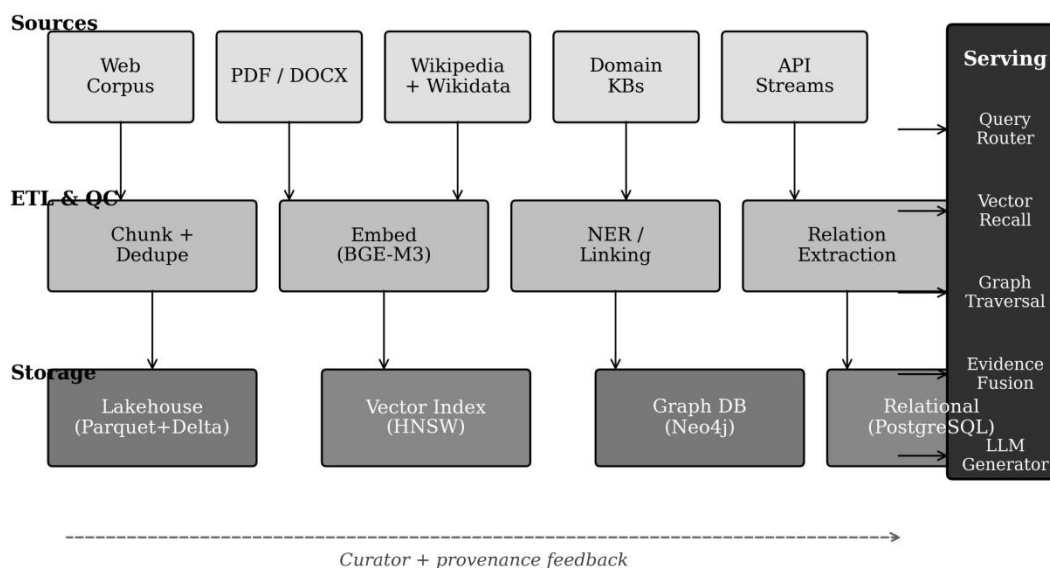 Sources
Web
Corpus
PDF / DOCX
Wikipedia
+ Wikidata
Domain
KBs
API
Streams
ETL & QC
Chunk +
Dedupe
Embed
(BGE-M3)
NER /
Linking
Relation
Extraction
Storage
Lakehouse
(Parquet+Delta)
Vector Index
(HNSW)
Graph DB
(Neo4j)
Relational
(PostgreSQL)
Serving
Query
Router
Vector
Recall
Graph
Traversal
Evidence
Fusion
LLM
Generator
Curator + provenance feedback